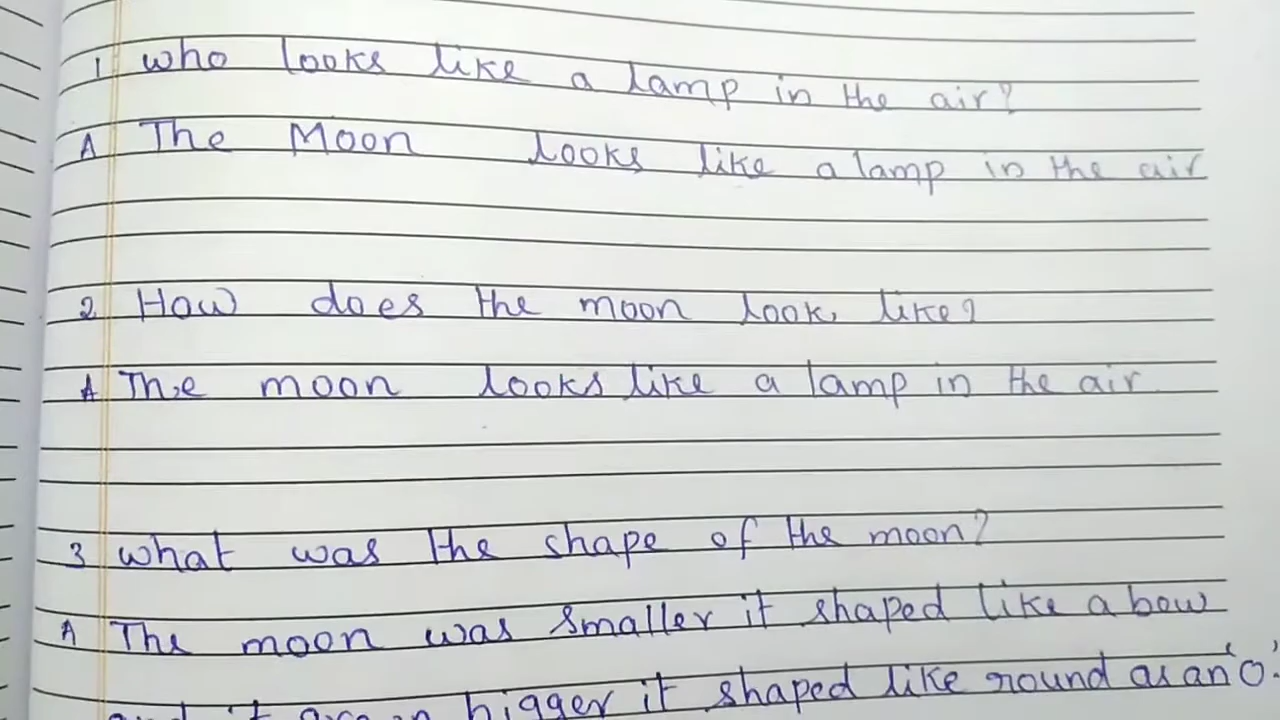 1 who looks like a lamp in the air?
A The Moon looks like a lamp in the air
2 How does the moon look, like?
A The moon looks like a lamp in the air
3 what was the shape of the moon?
A The moon was smaller it shaped like a bow
and it bigger it shaped like round as an 'O'.